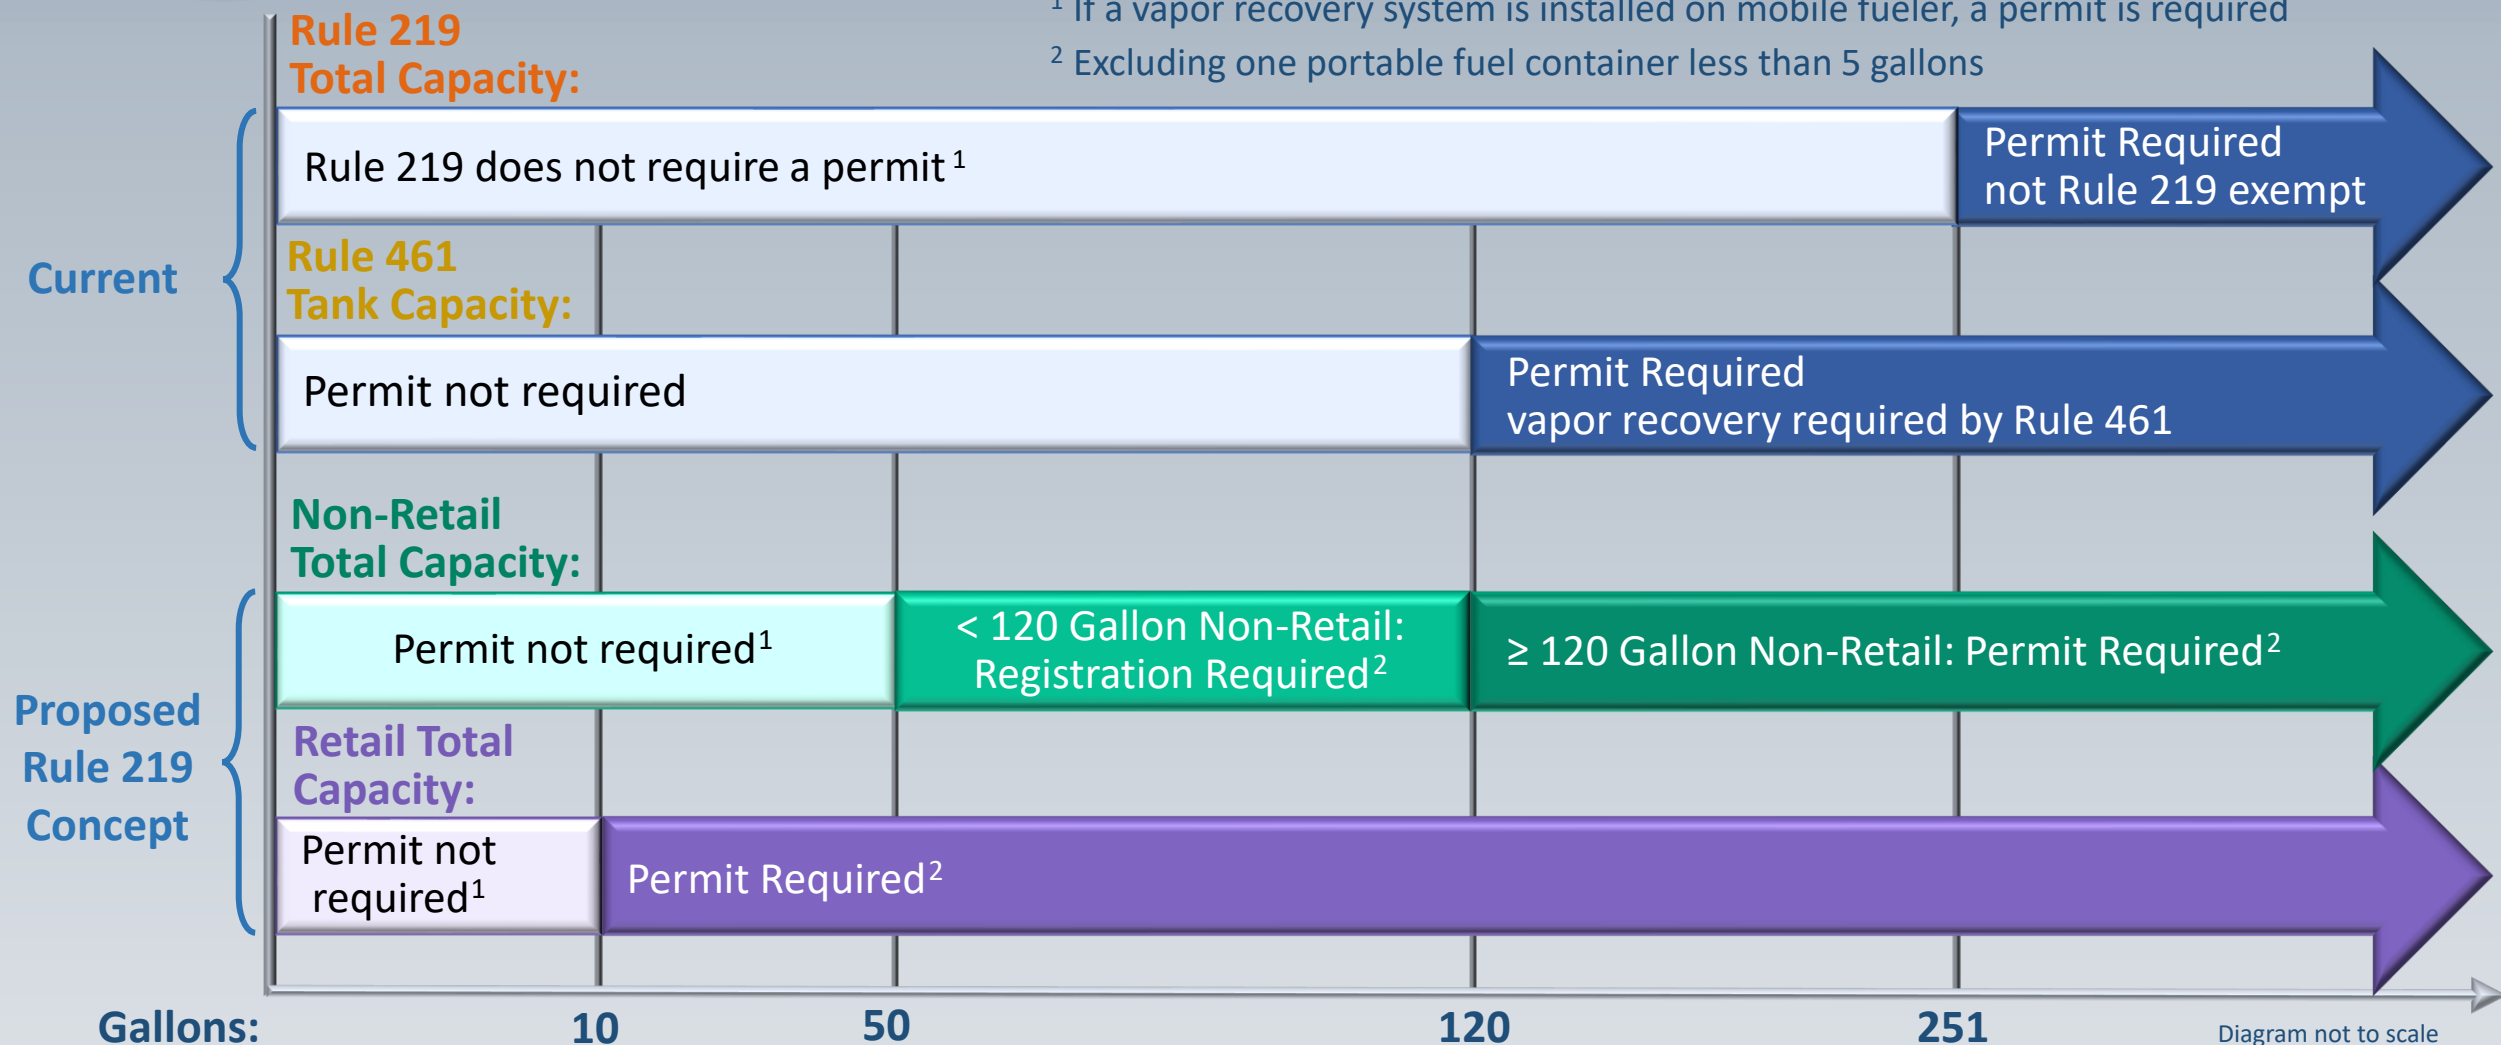 ¹ If a vapor recovery system is installed on mobile fueler, a permit is required
² Excluding one portable fuel container less than 5 gallons
Rule 219
Total Capacity:
Rule 219 does not require a permit ¹
Permit Required
not Rule 219 exempt
Current
Rule 461
Tank Capacity:
Permit not required
Permit Required
vapor recovery required by Rule 461
Non-Retail
Total Capacity:
Permit not required¹
< 120 Gallon Non-Retail:
Registration Required²
≥ 120 Gallon Non-Retail: Permit Required²
Proposed
Rule 219
Concept
Retail Total
Capacity:
Permit not
required¹
Permit Required²
Gallons:
10
50
120
251
Diagram not to scale